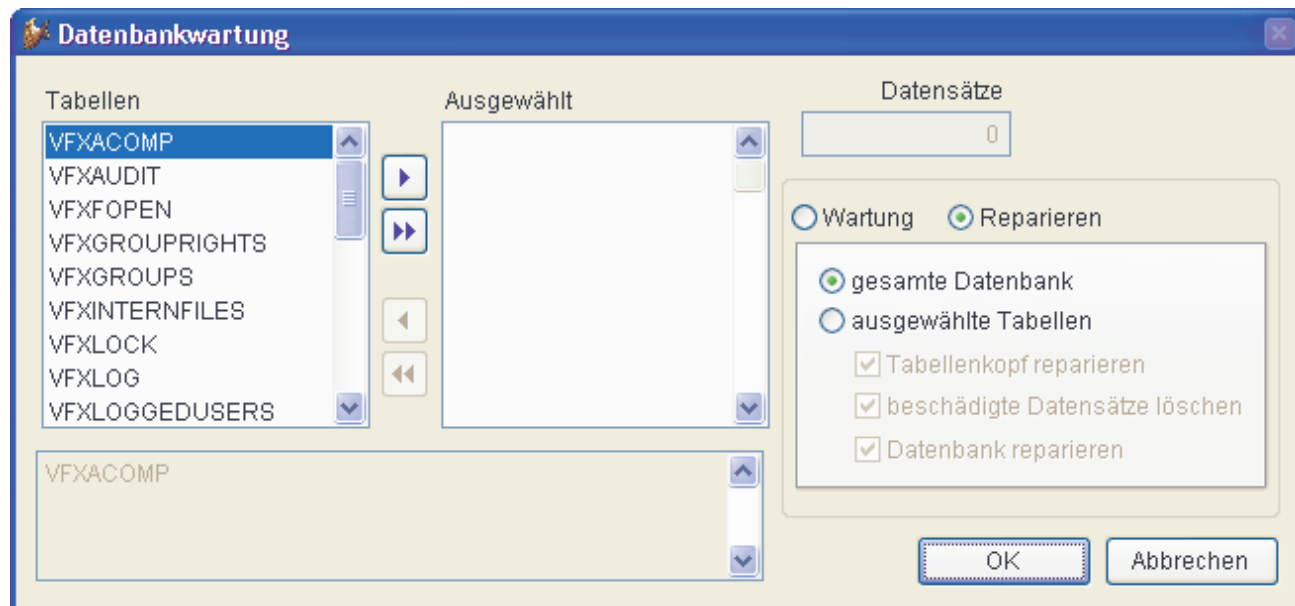 Datenbankwartung
Tabellen
Ausgewählt
Datensätze
VFXACOMP
VFXAUDIT
VFXFOPEN
VFXGROUPRIGHTS
VFXGROUPS
VFXINTERNFILES
VFXLOCK
VFXLOG
VFXLOGGEDUSERS
0
Wartung Reparieren
gesamte Datenbank
ausgewählte Tabellen
Tabellenkopf reparieren
beschädigte Datensätze löschen
Datenbank reparieren
VFXACOMP
OK Abbrechen